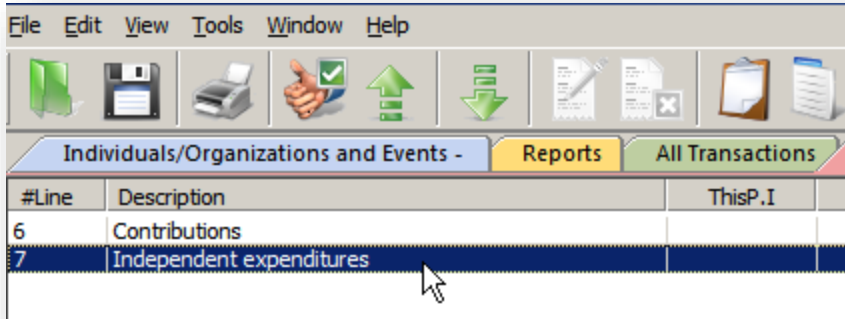 File Edit View Tools Window Help
Individuals/Organizations and Events - Reports All Transactions
#Line Description ThisP.I
6 Contributions
7 Independent expenditures